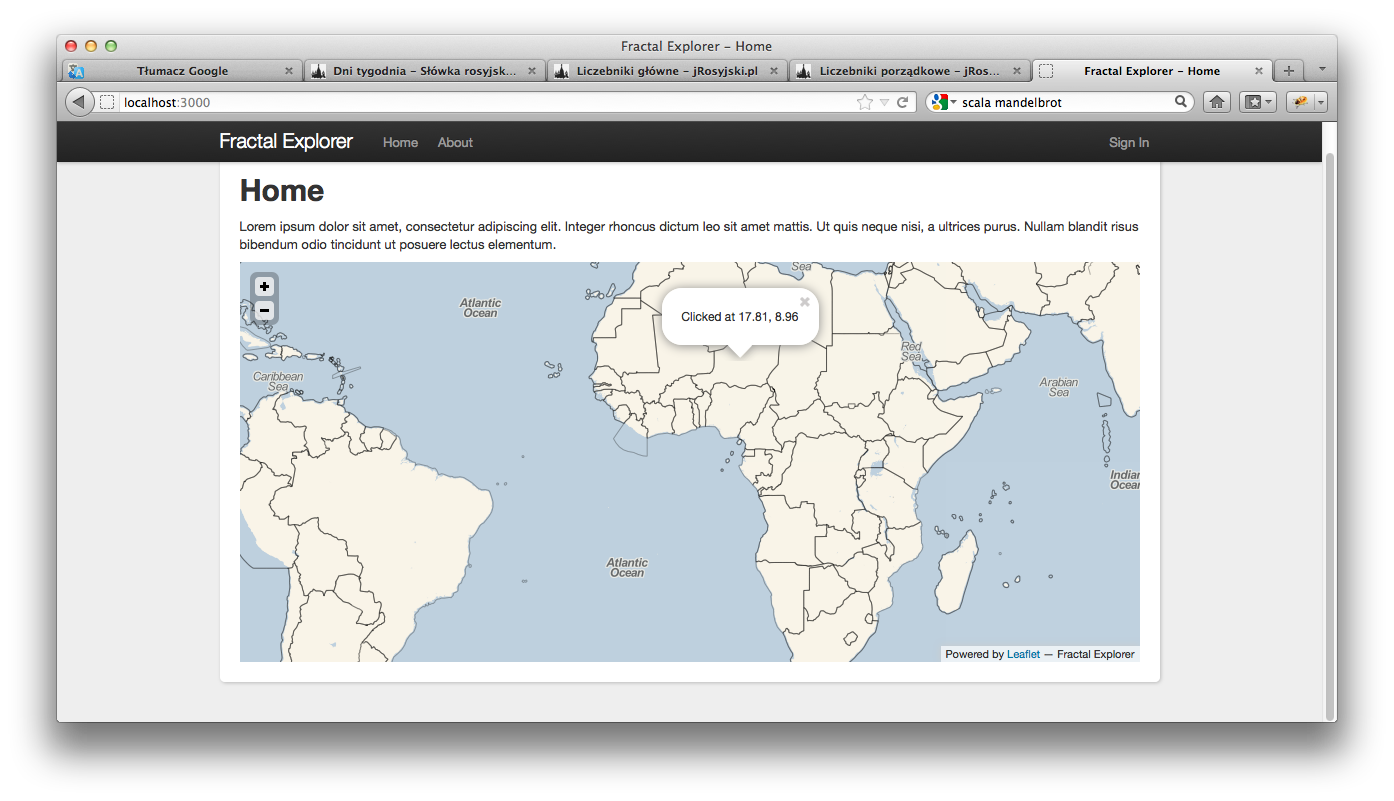 Fractal Explorer – Home
Tłumacz Google
Dni tygodnia – Słówka rosyjsk...
Liczebniki główne – jRosyjski.pl
Liczebniki porządkowe – jRos...
Fractal Explorer – Home
localhost:3000
scala mandelbrot
Fractal Explorer
Home
About
Sign In
Home
Lorem ipsum dolor sit amet, consectetur adipiscing elit. Integer rhoncus dictum leo sit amet mattis. Ut quis neque nisi, a ultrices purus. Nullam blandit risus
bibendum odio tincidunt ut posuere lectus elementum.
+
−
Sea
Atlantic
Ocean
Clicked at 17.81, 8.96
×
Red
Sea
Caribbean
Sea
Arabian
Sea
Indian
Ocean
Atlantic
Ocean
Powered by Leaflet — Fractal Explorer